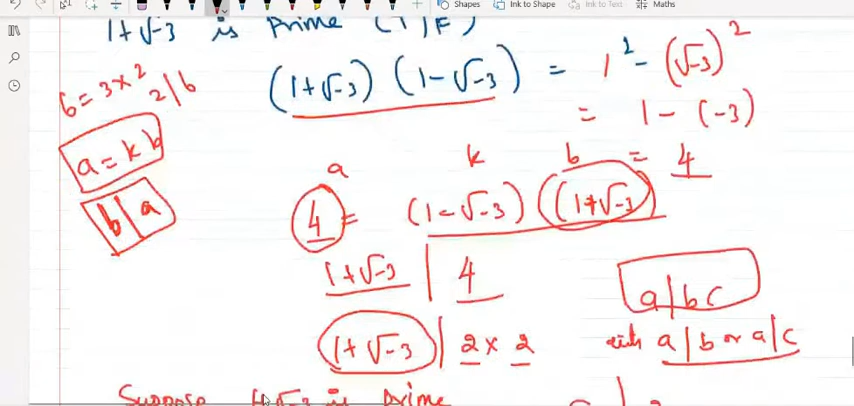 Shapes Ink to Shape Ink to Text Maths
1+√-3 is Prime (T|F)
6=3×2
2|6
(1+√-3) (1-√-3) = 1² - (√-3)²
= 1 - (-3)
a = k b
a k b = 4
b|a
4 = (1-√-3) (1+√-3)
1+√-3 | 4
a|bc
1+√-3 | 2 × 2
a|b or a|c
Suppose 1+√-3 is prime